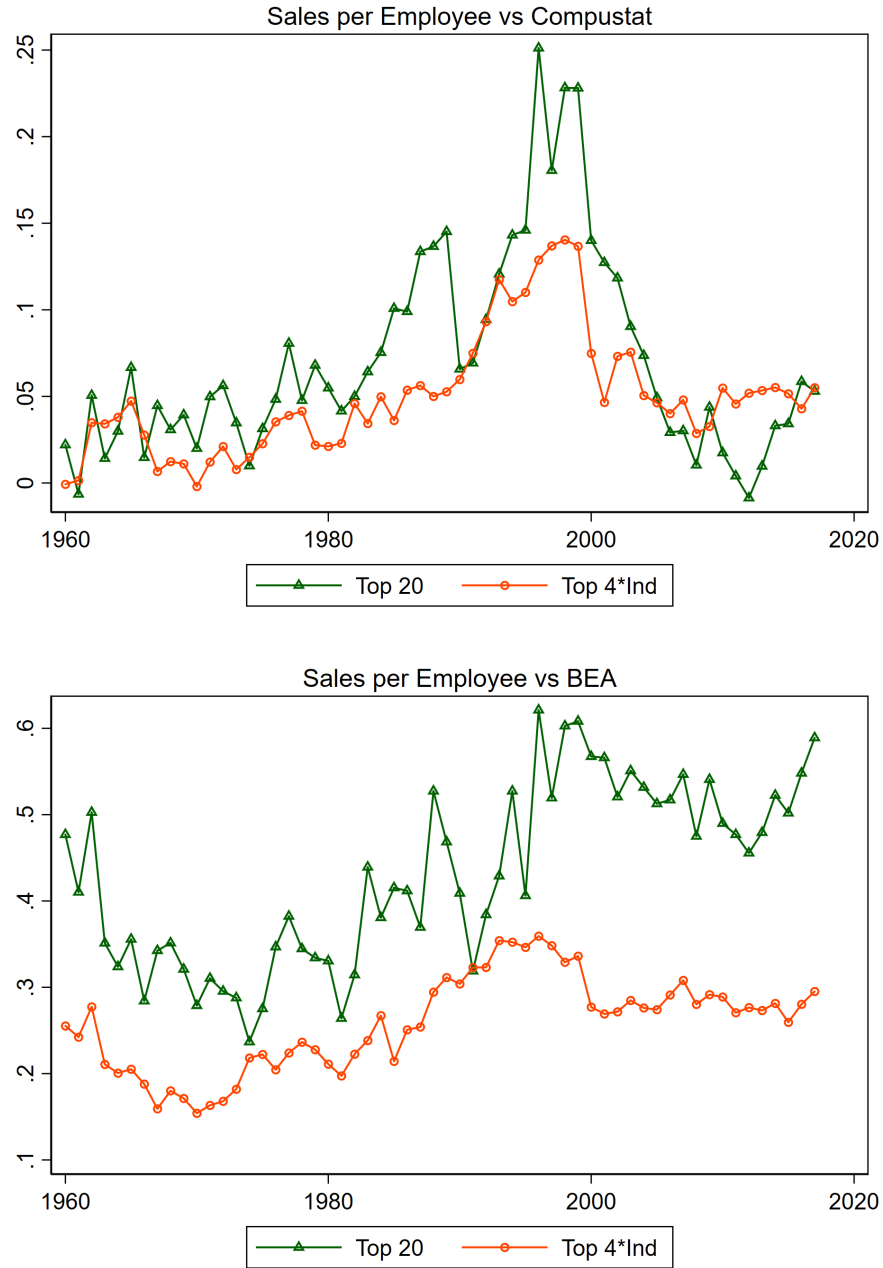 Sales per Employee vs Compustat
.25
.2
.15
.1
.05
0
1960 1980 2000 2020
Top 20 Top 4*Ind
Sales per Employee vs BEA
.6
.5
.4
.3
.2
.1
1960 1980 2000 2020
Top 20 Top 4*Ind